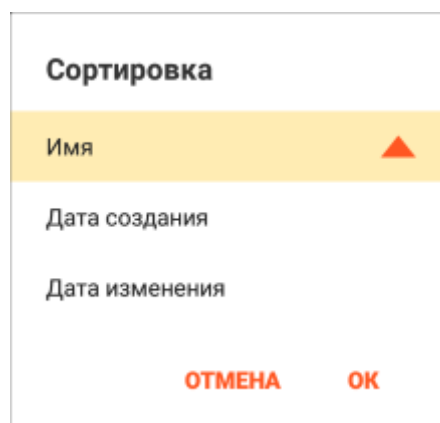 Сортировка
Имя
Дата создания
Дата изменения
ОТМЕНА ОК